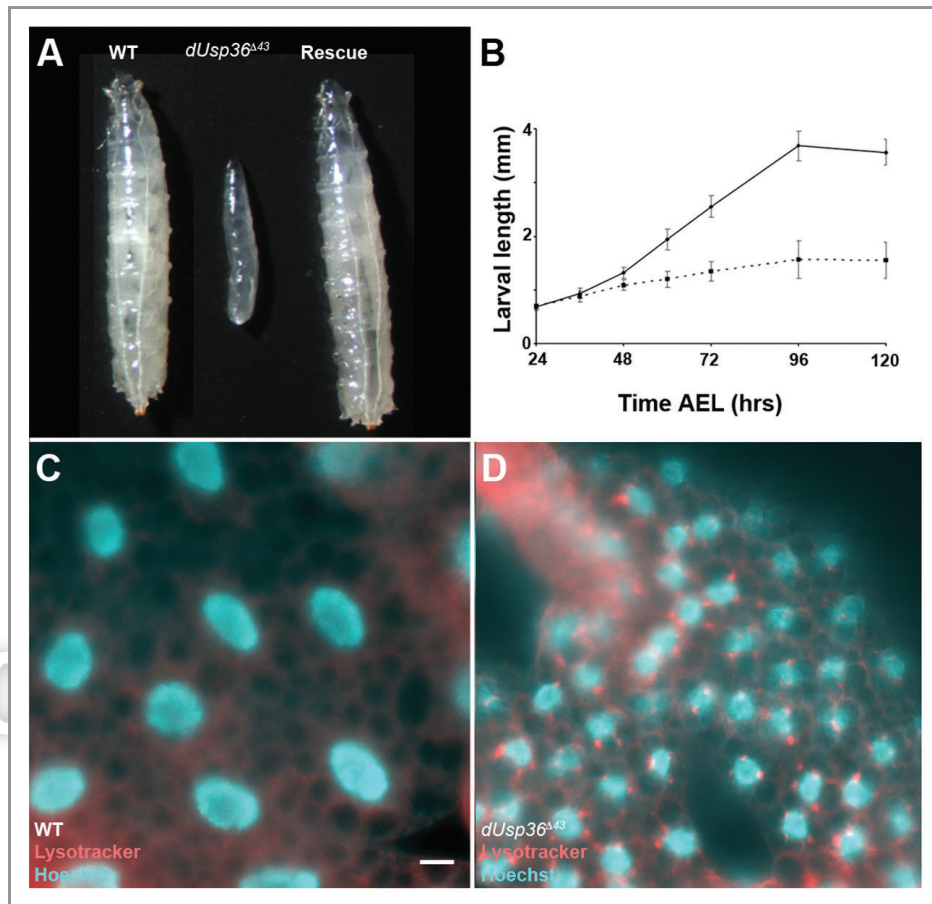 A
WT
dUsp36Δ43
Rescue
B
Larval length (mm)
4
2
0
24
48
72
96
120
Time AEL (hrs)
C
WT
Lysotracker
Hoechst
D
dUsp36Δ43
Lysotracker
Hoechst